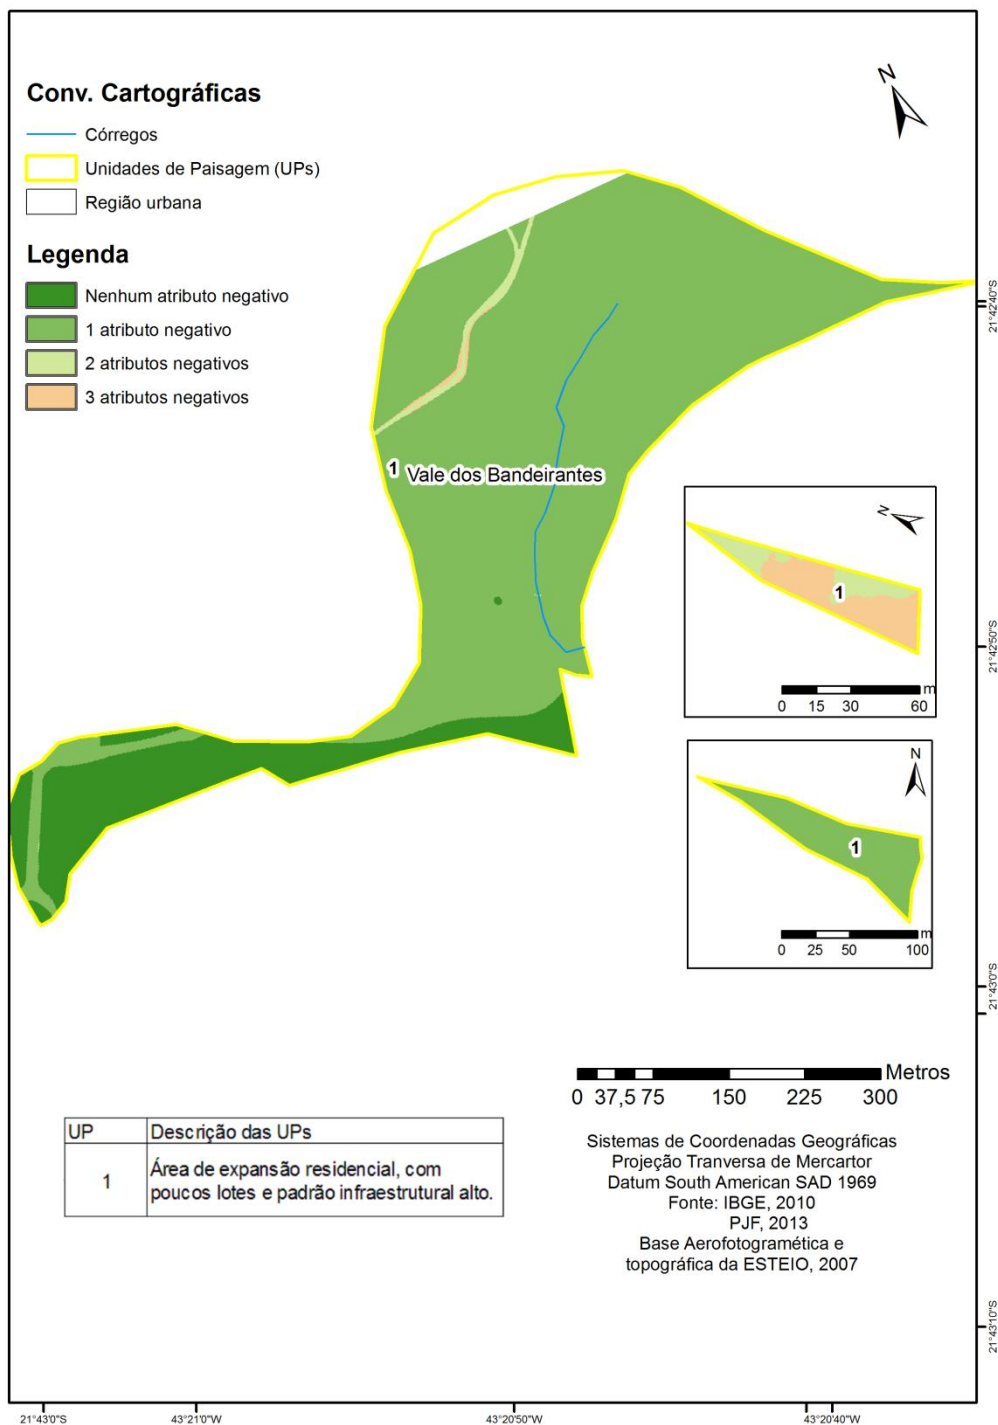 N
Conv. Cartográficas
Córregos
Unidades de Paisagem (UPs)
Região urbana
Legenda
Nenhum atributo negativo
1 atributo negativo
2 atributos negativos
3 atributos negativos
21°42'40"S
1 Vale dos Bandeirantes
N
1
m
0 15 30 60
21°42'50"S
N
1
m
0 25 50 100
21°43'0"S
Metros
0 37,5 75 150 225 300
UP Descrição das UPs
1 Área de expansão residencial, com
poucos lotes e padrão infraestrutural alto.
Sistemas de Coordenadas Geográficas
Projeção Tranversa de Mercartor
Datum South American SAD 1969
Fonte: IBGE, 2010
PJF, 2013
Base Aerofotogramética e
topográfica da ESTEIO, 2007
21°43'10"S
21°43'0"S 43°21'0"W 43°20'50"W 43°20'40"W